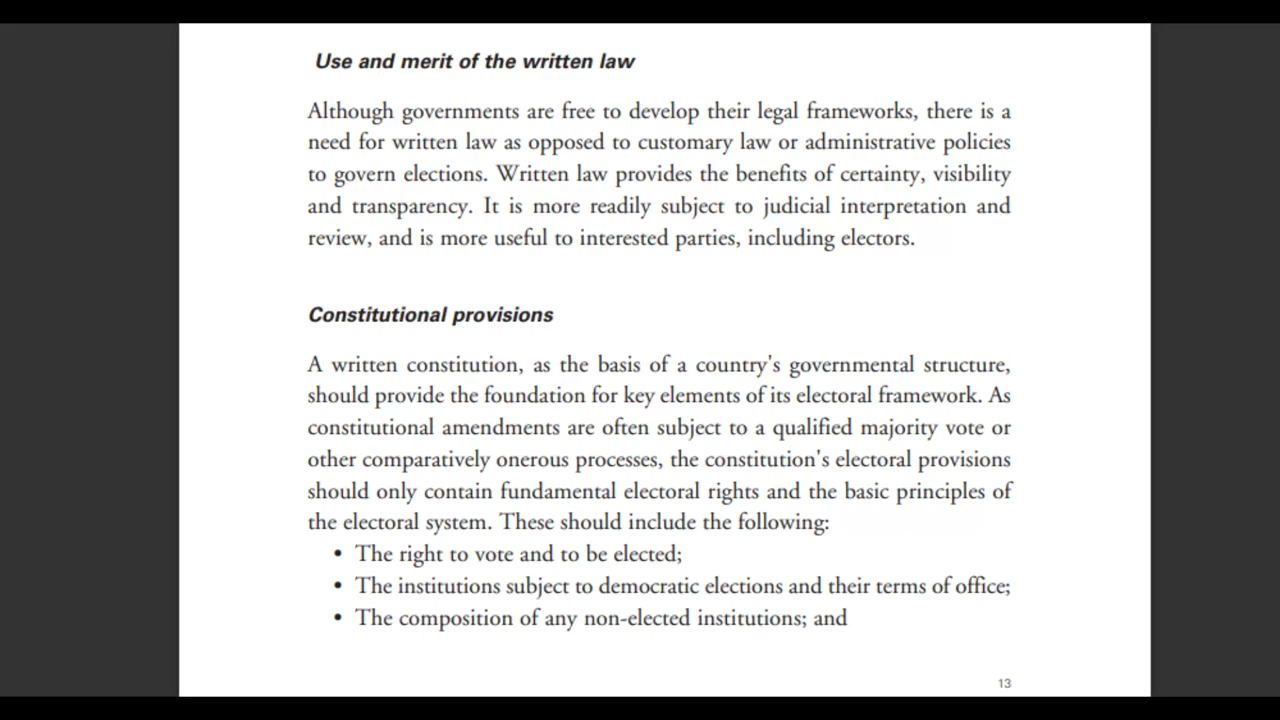 Use and merit of the written law
Although governments are free to develop their legal frameworks, there is a
need for written law as opposed to customary law or administrative policies
to govern elections. Written law provides the benefits of certainty, visibility
and transparency. It is more readily subject to judicial interpretation and
review, and is more useful to interested parties, including electors.
Constitutional provisions
A written constitution, as the basis of a country's governmental structure,
should provide the foundation for key elements of its electoral framework. As
constitutional amendments are often subject to a qualified majority vote or
other comparatively onerous processes, the constitution's electoral provisions
should only contain fundamental electoral rights and the basic principles of
the electoral system. These should include the following:
• The right to vote and to be elected;
• The institutions subject to democratic elections and their terms of office;
• The composition of any non-elected institutions; and
13